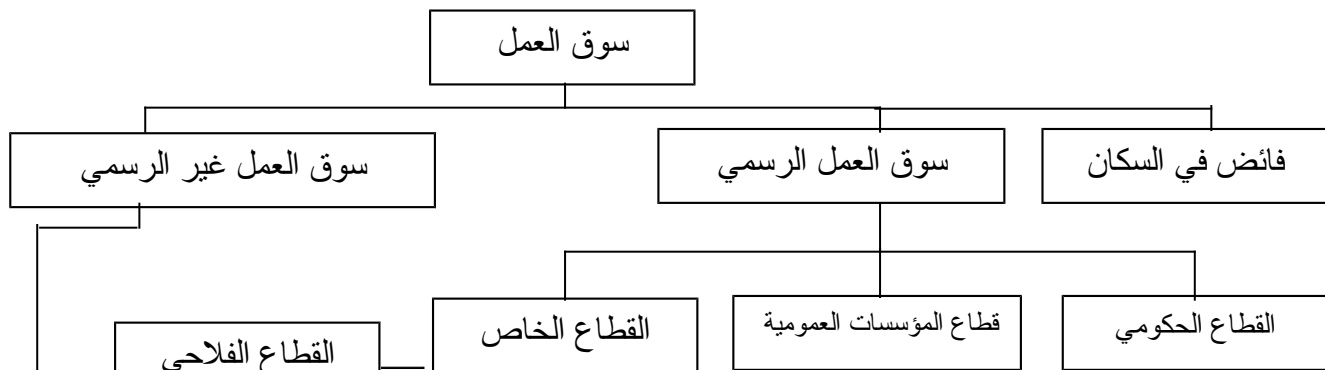 سوق العمل
فائض في السكان
سوق العمل الرسمي
سوق العمل غير الرسمي
القطاع الحكومي
قطاع المؤسسات العمومية
القطاع الخاص
القطاع الفلاحي